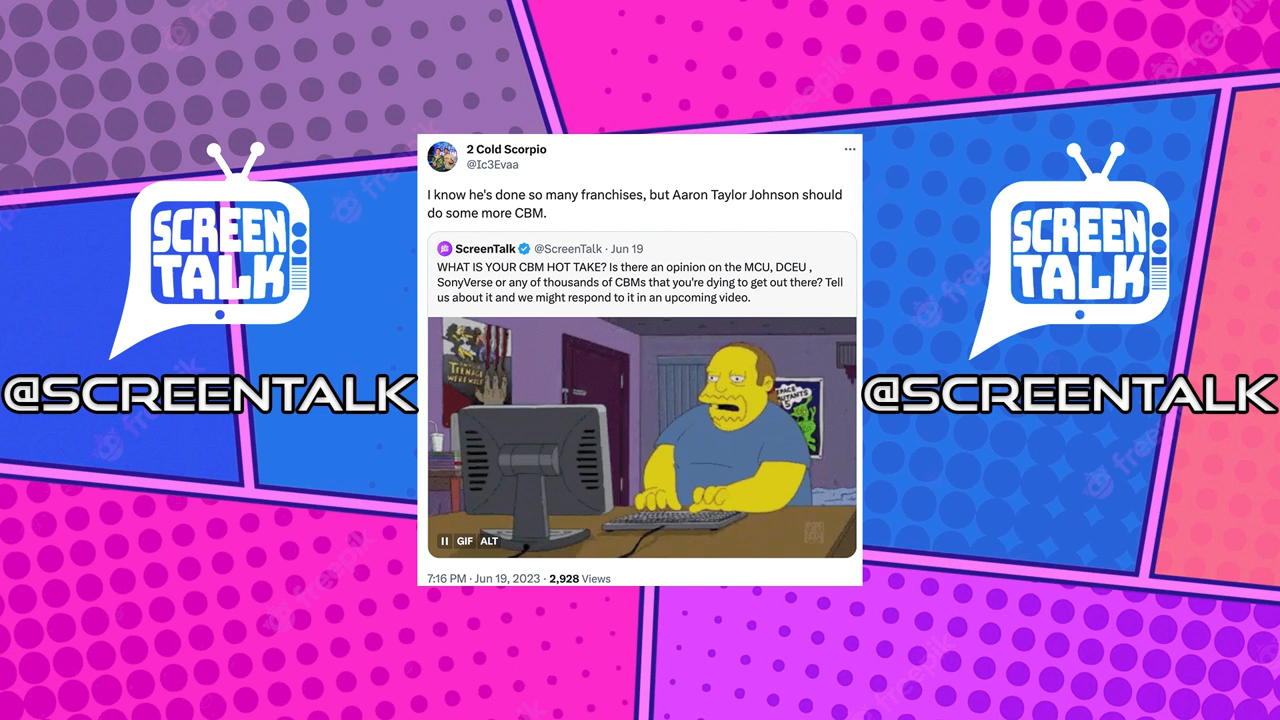 SCREEN
TALK
@SCREENTALK
2 Cold Scorpio
@Ic3Evaa
I know he's done so many franchises, but Aaron Taylor Johnson should
do some more CBM.
ScreenTalk @ScreenTalk · Jun 19
WHAT IS YOUR CBM HOT TAKE? Is there an opinion on the MCU, DCEU ,
SonyVerse or any of thousands of CBMs that you're dying to get out there? Tell
us about it and we might respond to it in an upcoming video.
TEENAGE
GIF ALT
7:16 PM · Jun 19, 2023 · 2,928 Views
SCREEN
TALK
@SCREENTALK
freepik